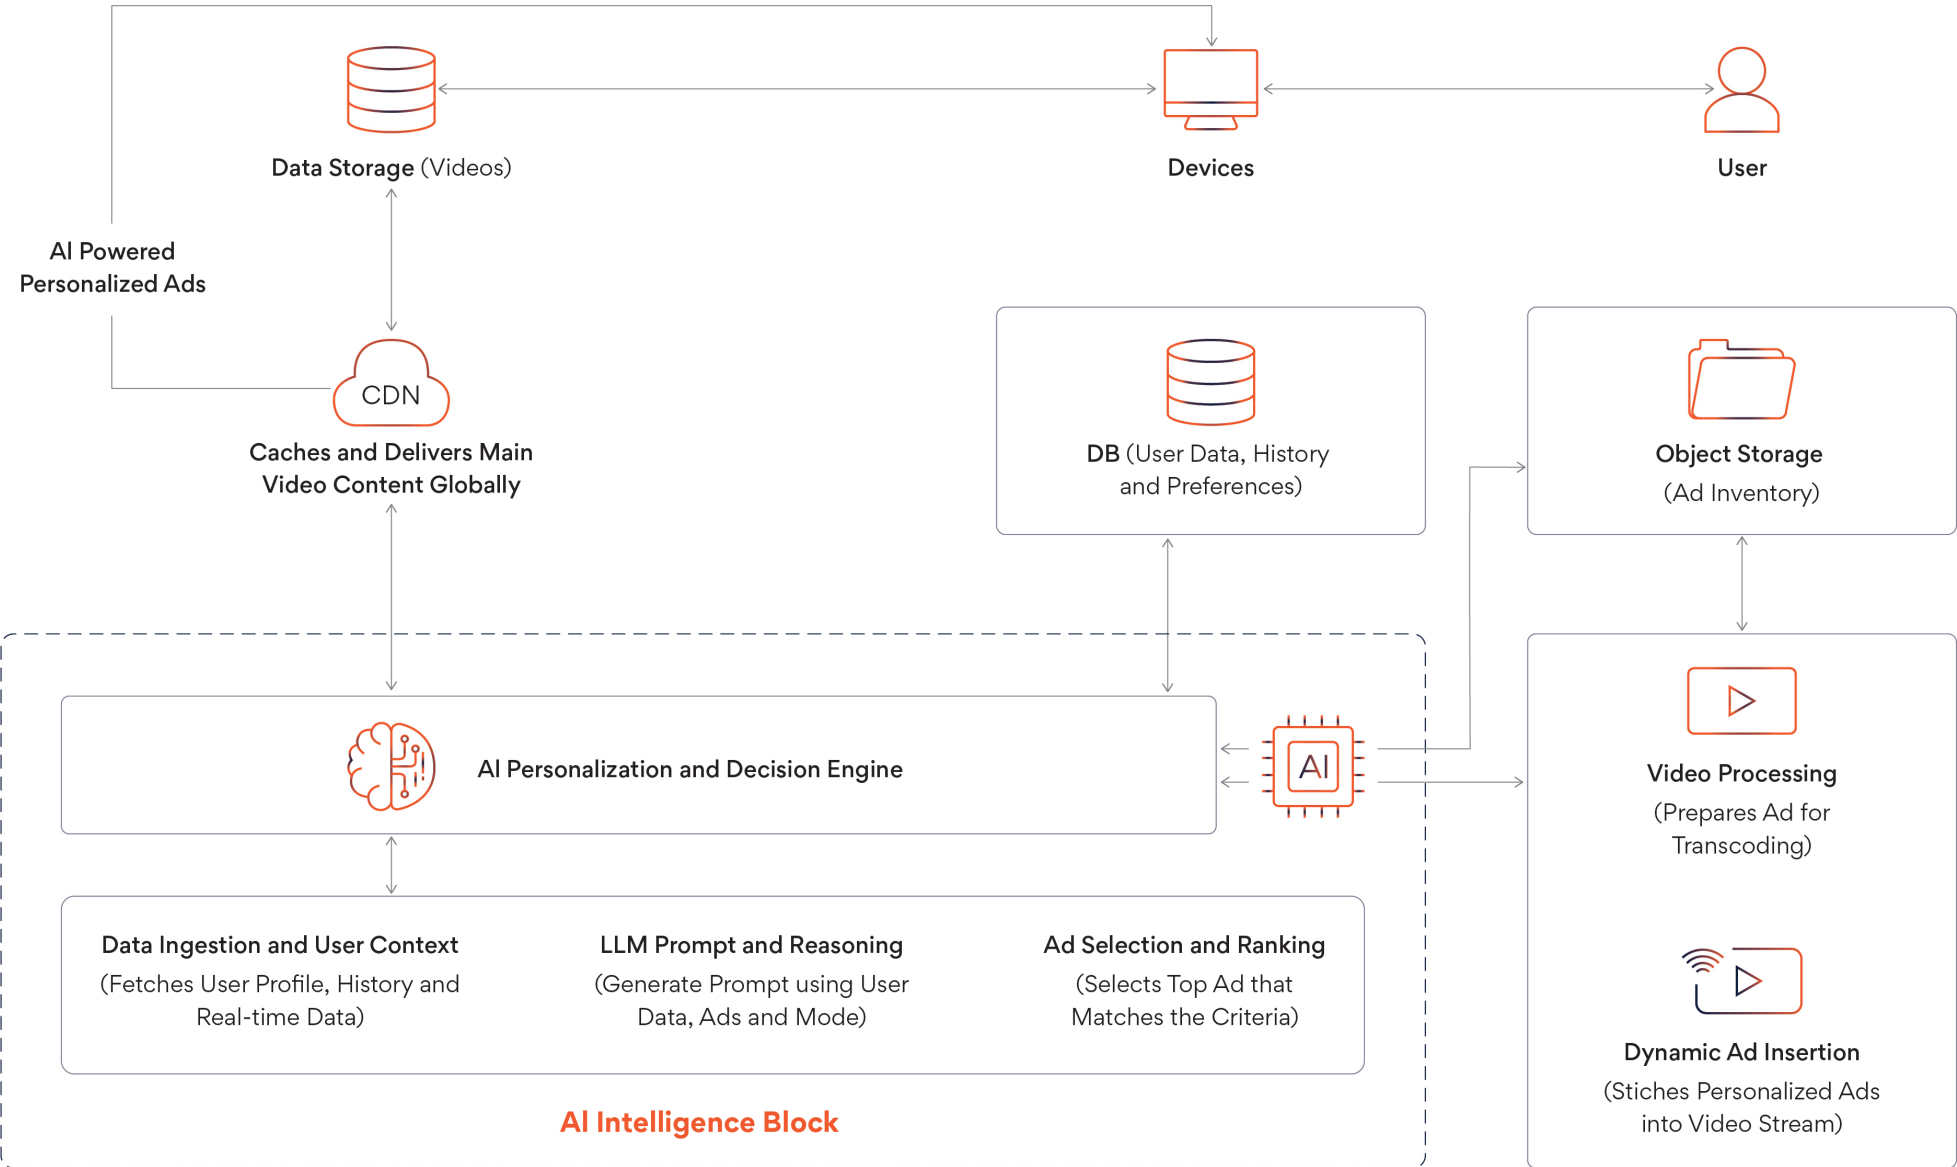 Data Storage (Videos)
Devices
User
AI Powered
Personalized Ads
CDN
Caches and Delivers Main
Video Content Globally
DB (User Data, History
and Preferences)
Object Storage
(Ad Inventory)
AI Personalization and Decision Engine
AI
Video Processing
(Prepares Ad for
Transcoding)
Data Ingestion and User Context
(Fetches User Profile, History and
Real-time Data)
LLM Prompt and Reasoning
(Generate Prompt using User
Data, Ads and Mode)
Ad Selection and Ranking
(Selects Top Ad that
Matches the Criteria)
Dynamic Ad Insertion
(Stiches Personalized Ads
into Video Stream)
AI Intelligence Block